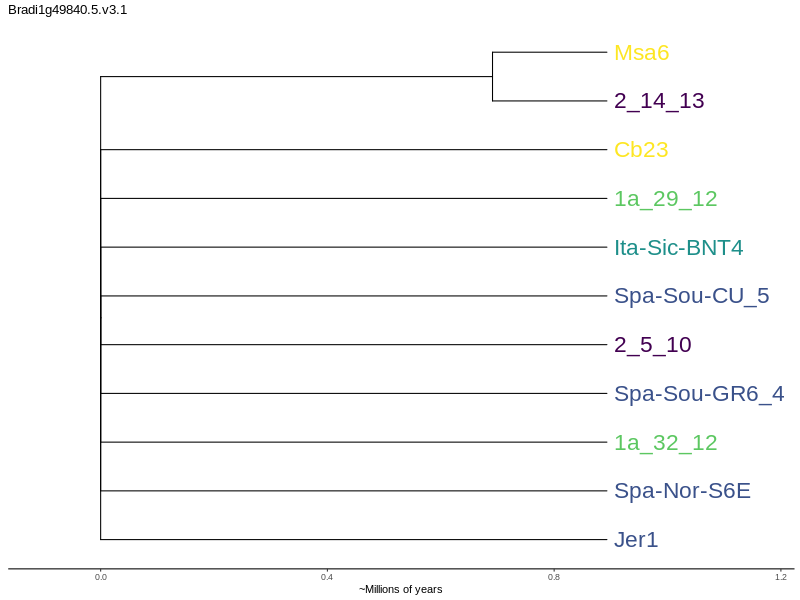 Bradi1g49840.5.v3.1
Msa6
2_14_13
Cb23
1a_29_12
Ita-Sic-BNT4
Spa-Sou-CU_5
2_5_10
Spa-Sou-GR6_4
1a_32_12
Spa-Nor-S6E
Jer1
0.0 0.4 0.8 1.2
~Millions of years